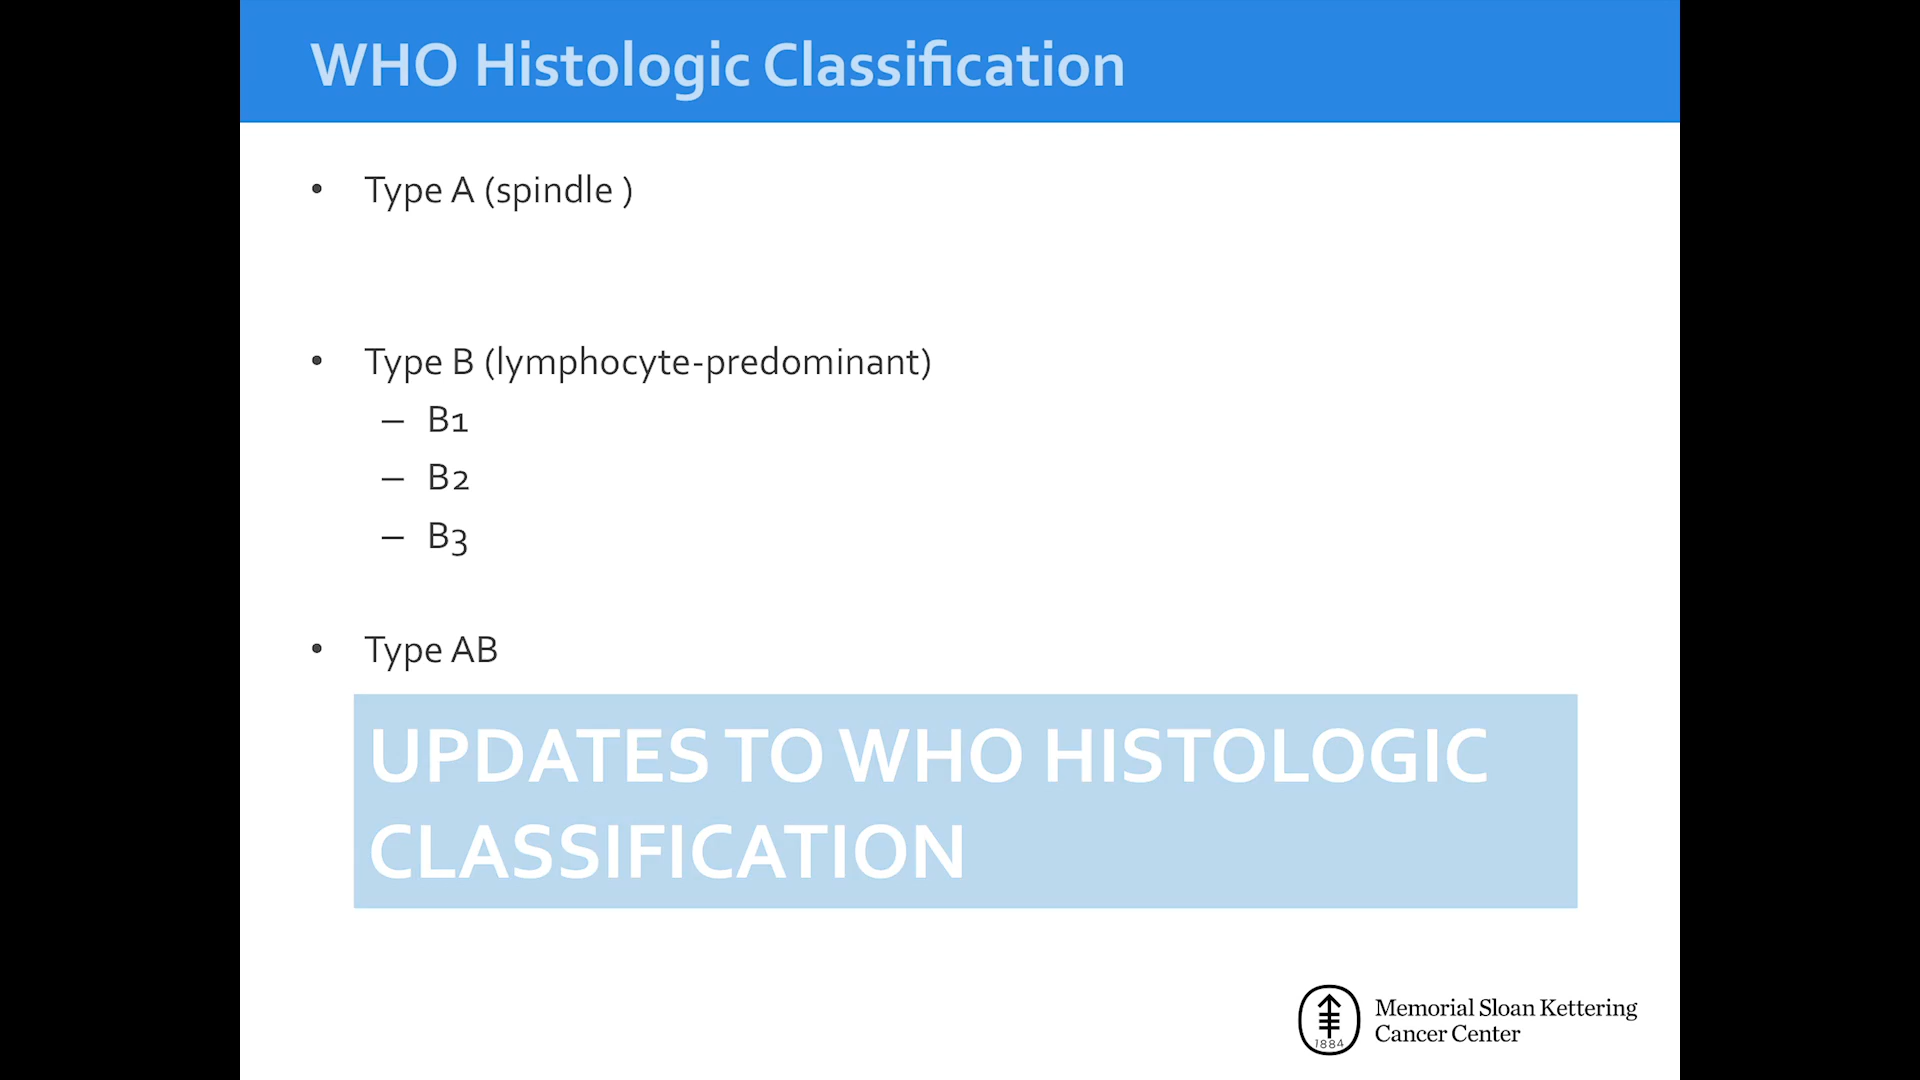 WHO Histologic Classification
• Type A (spindle )
• Type B (lymphocyte-predominant)
– B1
– B2
– B3
• Type AB
UPDATES TO WHO HISTOLOGIC
CLASSIFICATION
1884
Memorial Sloan Kettering
Cancer Center